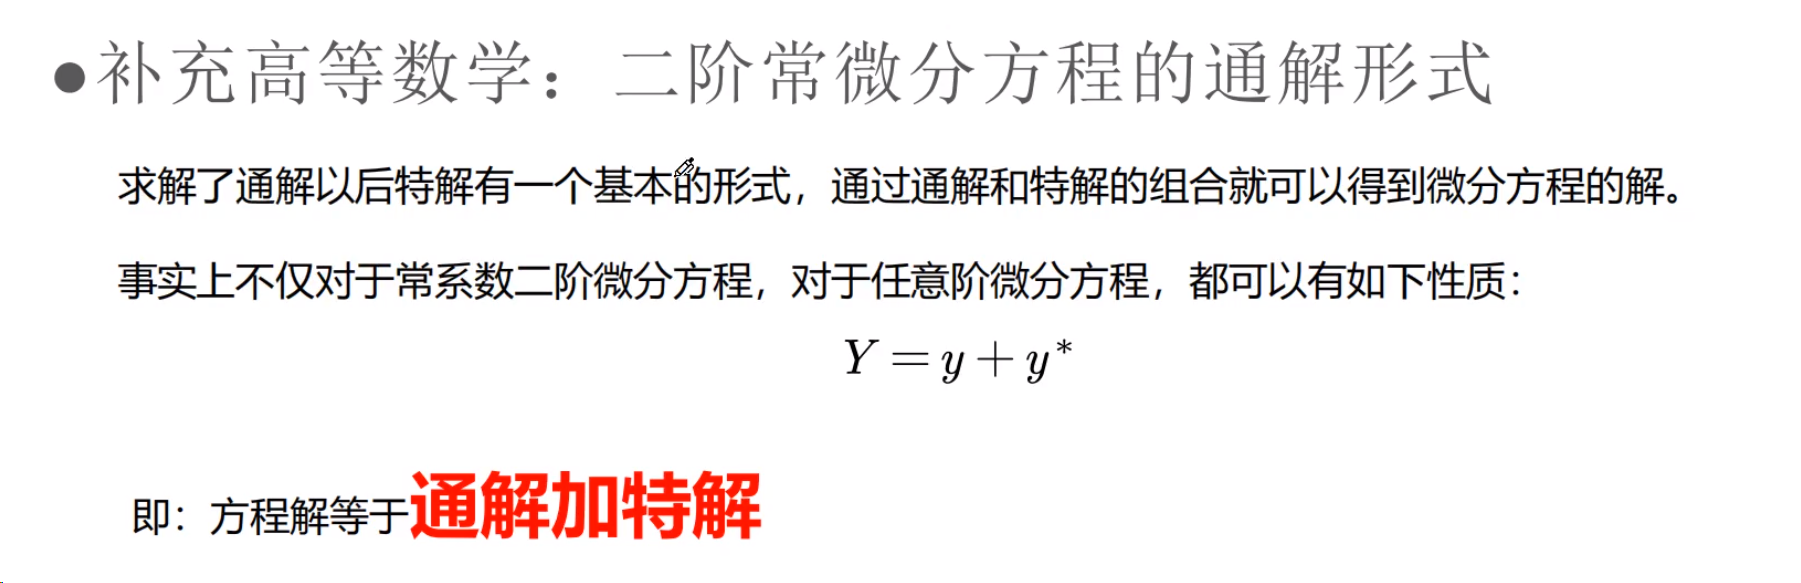 ●补充高等数学：二阶常微分方程的通解形式
求解了通解以后特解有一个基本的形式，通过通解和特解的组合就可以得到微分方程的解。
事实上不仅对于常系数二阶微分方程，对于任意阶微分方程，都可以有如下性质：
Y = y + y*
即：方程解等于通解加特解